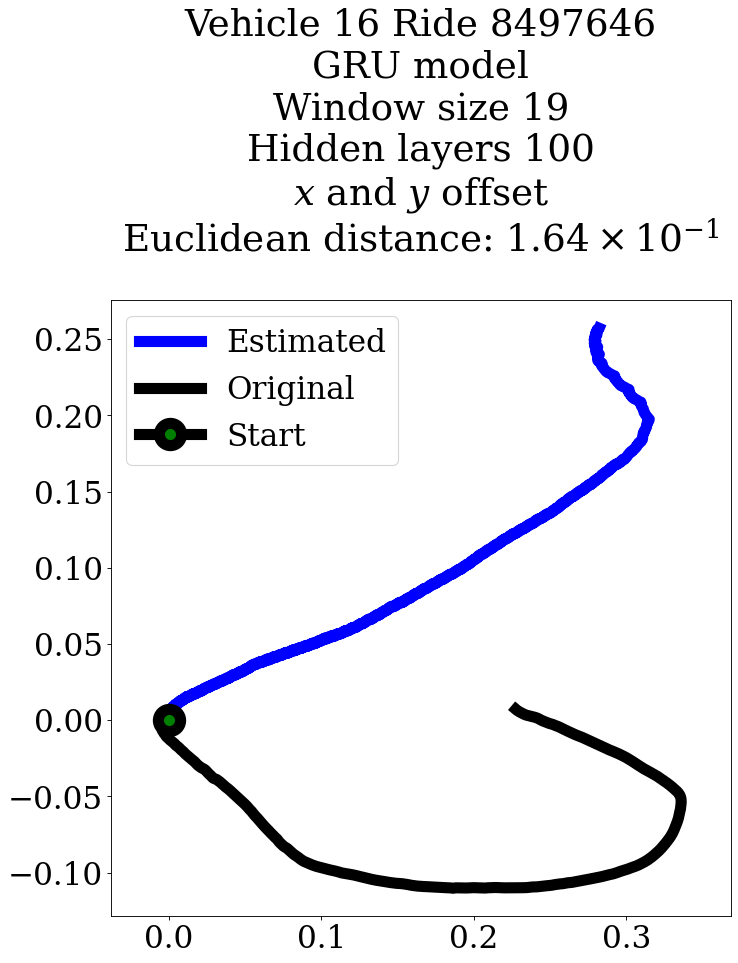 Vehicle 16 Ride 8497646
GRU model
Window size 19
Hidden layers 100
x and y offset
Euclidean distance: 1.64 × 10⁻¹
Estimated
Original
Start
0.25
0.20
0.15
0.10
0.05
0.00
−0.05
−0.10
0.0 0.1 0.2 0.3